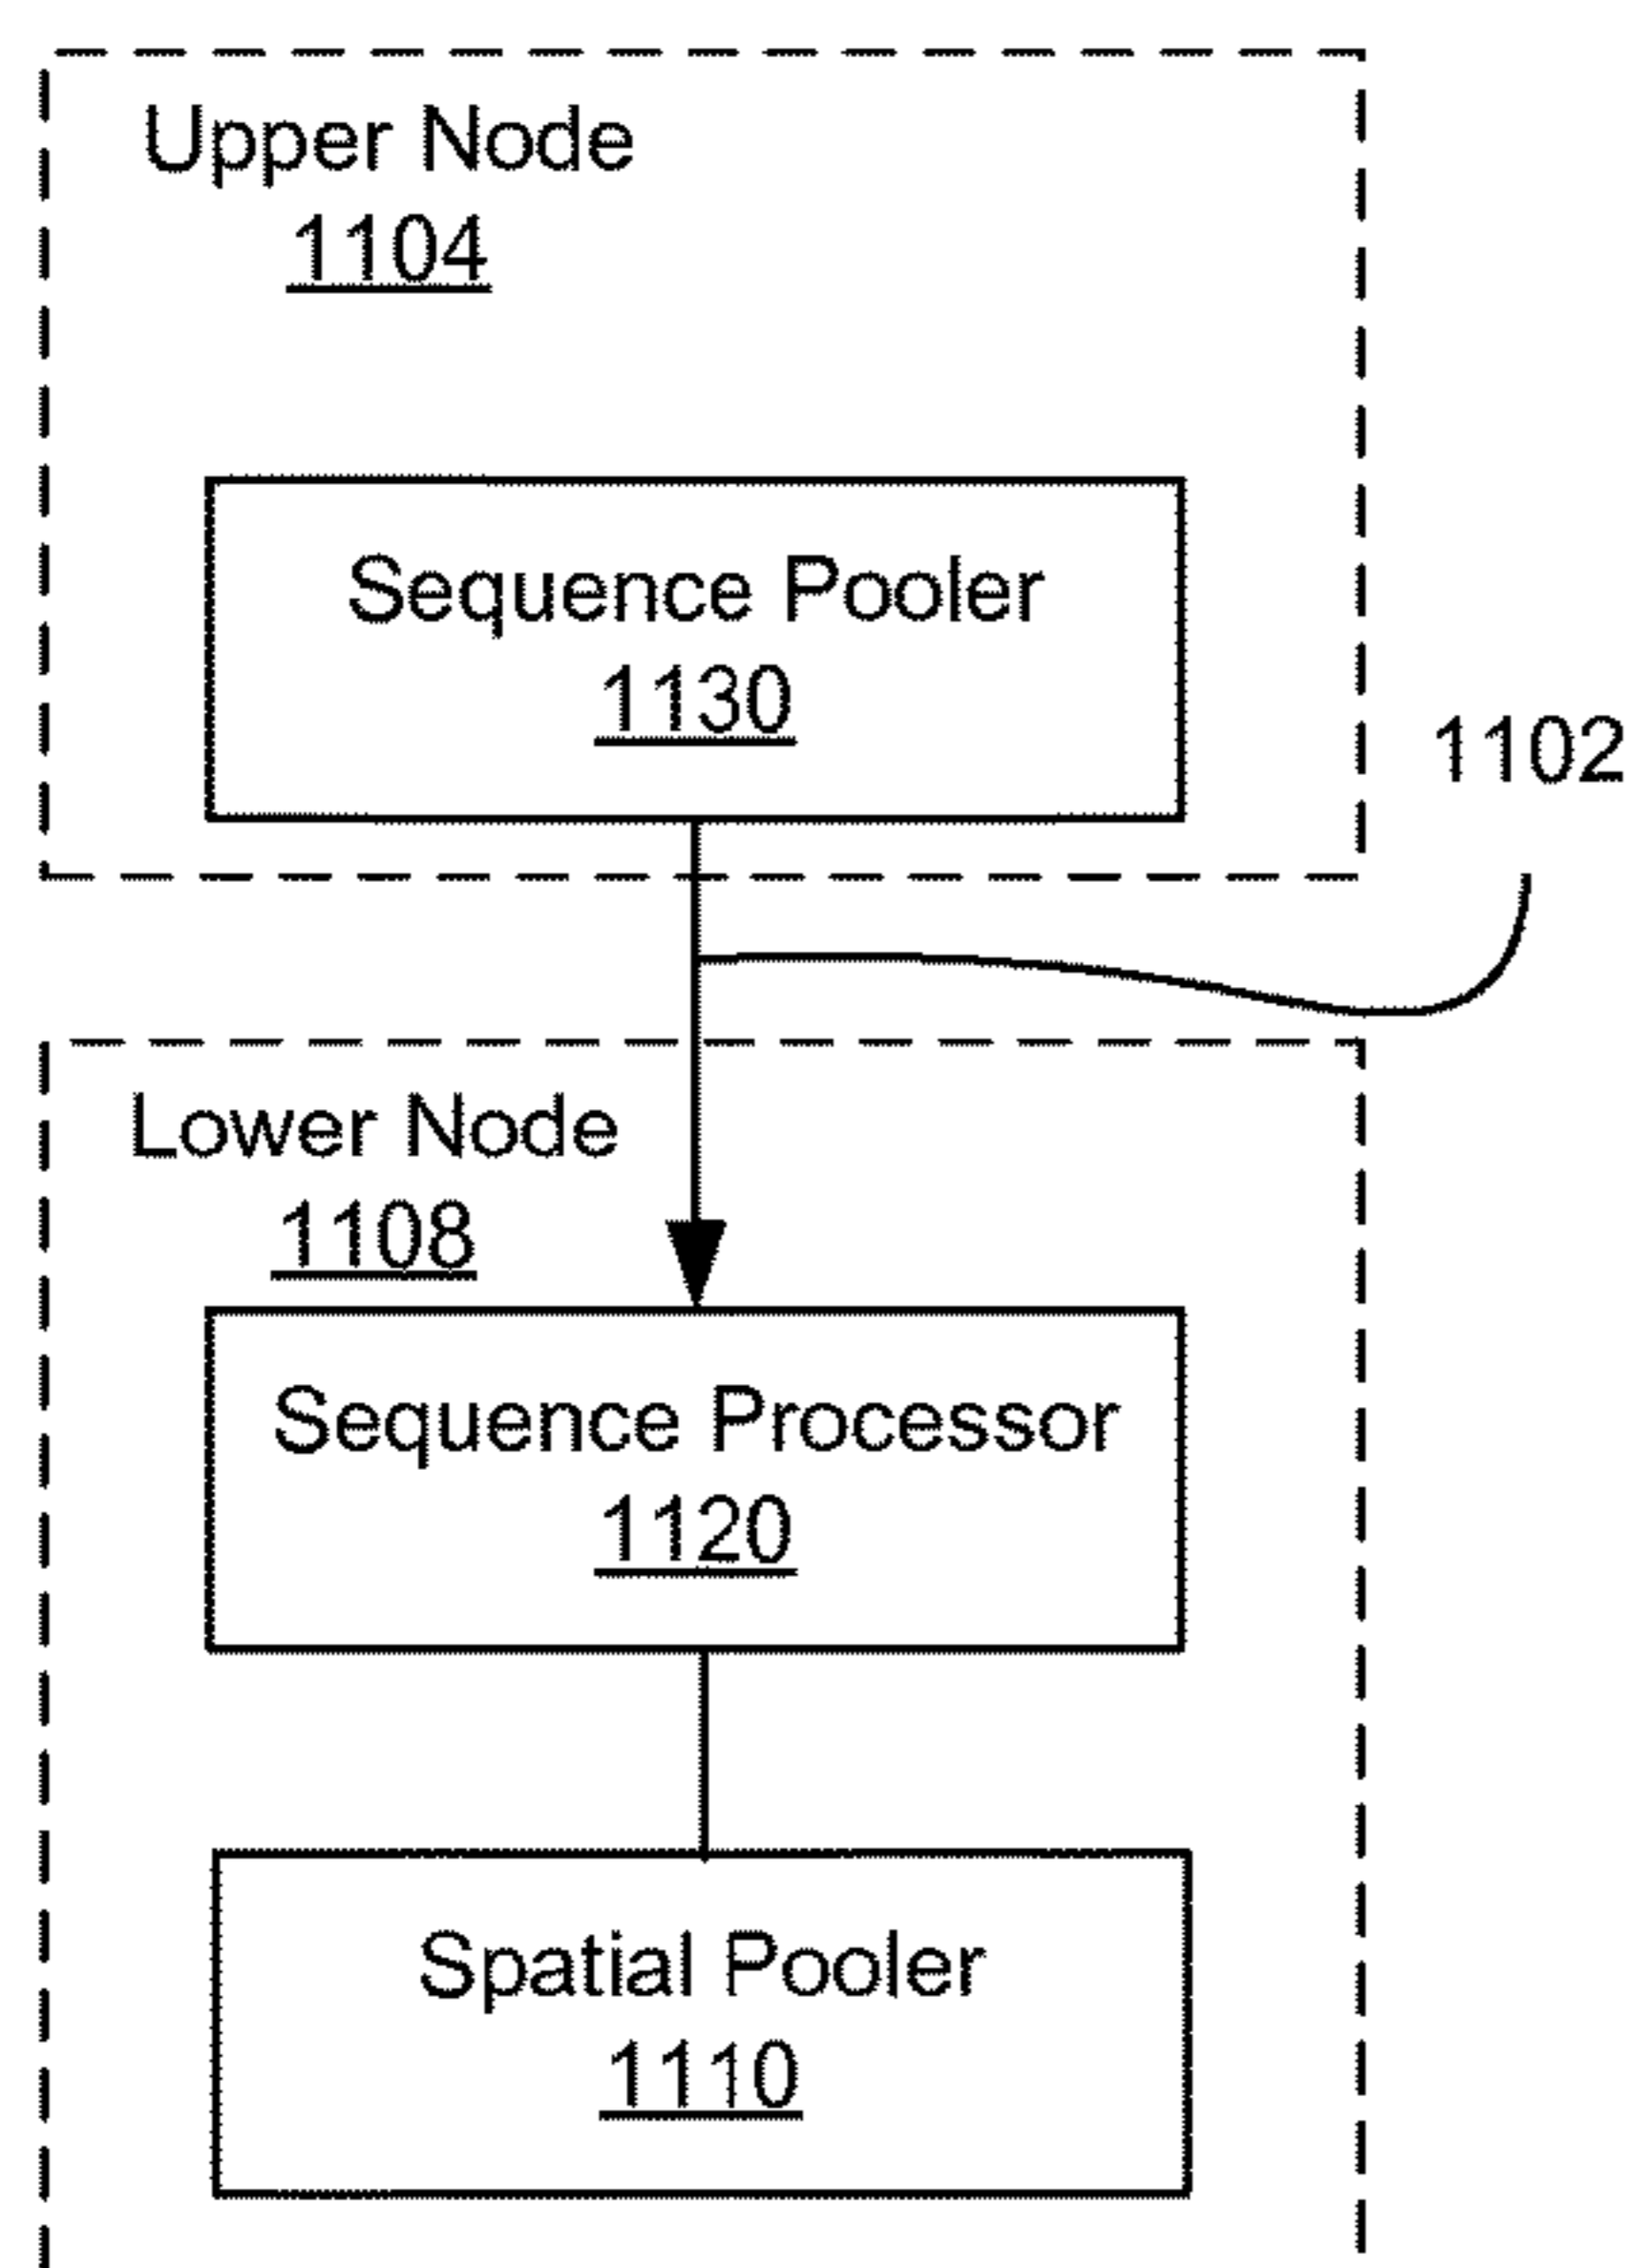 Upper Node
1104
Sequence Pooler
1130
1102
Lower Node
1108
Sequence Processor
1120
Spatial Pooler
1110